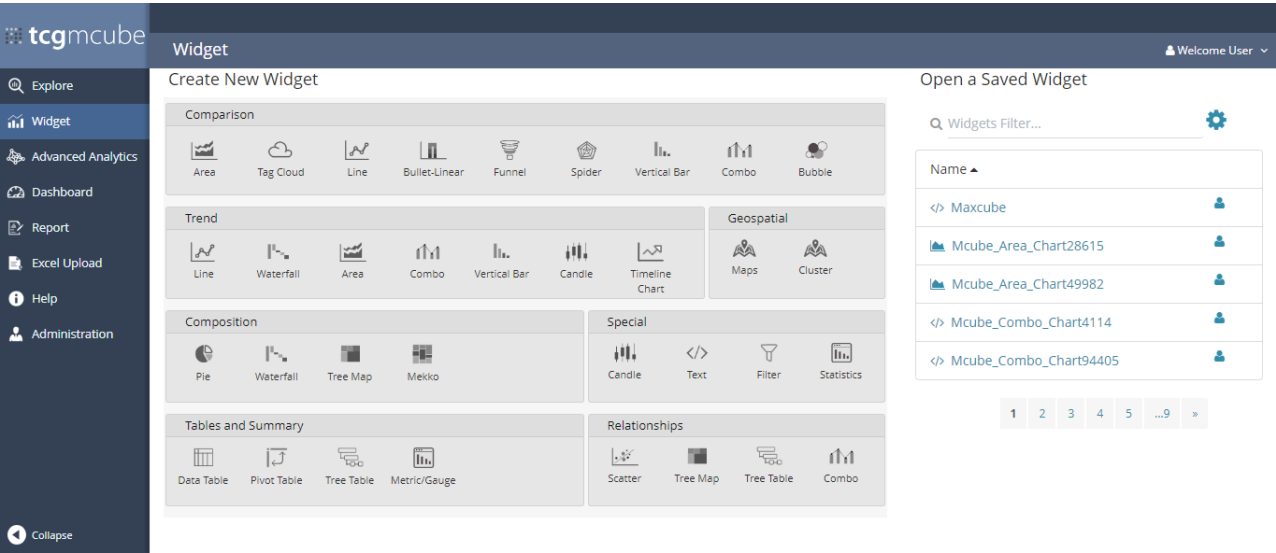 tcgmcube
Widget
Welcome User
Explore
Widget
Advanced Analytics
Dashboard
Report
Excel Upload
Help
Administration
Collapse
Create New Widget
Comparison
Area Tag Cloud Line Bullet-Linear Funnel Spider Vertical Bar Combo Bubble
Trend
Line Waterfall Area Combo Vertical Bar Candle Timeline
Chart
Geospatial
Maps Cluster
Composition
Pie Waterfall Tree Map Mekko
Special
Candle Text Filter Statistics
Tables and Summary
Data Table Pivot Table Tree Table Metric/Gauge
Relationships
Scatter Tree Map Tree Table Combo
Open a Saved Widget
Widgets Filter...
Name
</> Maxcube
Mcube_Area_Chart28615
Mcube_Area_Chart49982
</> Mcube_Combo_Chart4114
</> Mcube_Combo_Chart94405
1 2 3 4 5 ...9 »